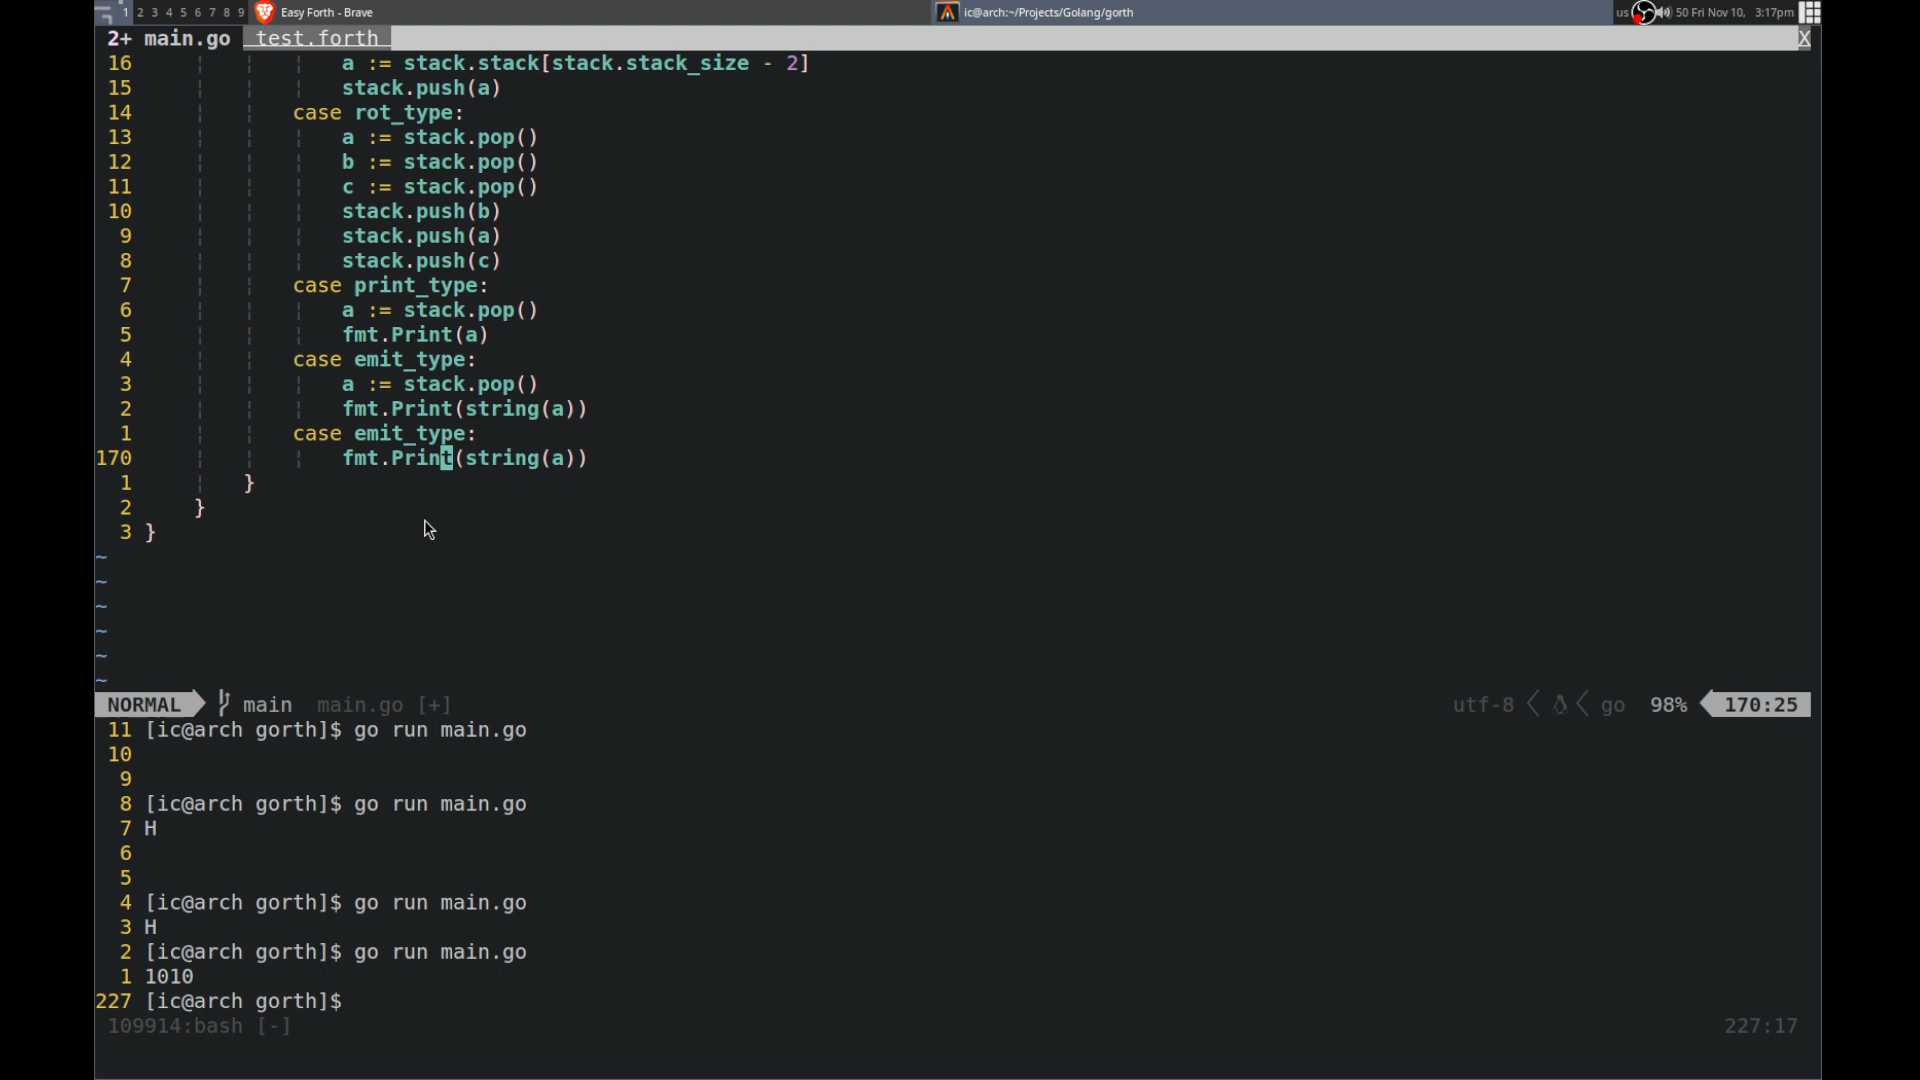 1 2 3 4 5 6 7 8 9 Easy Forth - Brave ic@arch:~/Projects/Golang/gorth us 50 Fri Nov 10, 3:17pm
2+ main.go test.forth X
16 a := stack.stack[stack.stack_size - 2]
15 stack.push(a)
14 case rot_type:
13 a := stack.pop()
12 b := stack.pop()
11 c := stack.pop()
10 stack.push(b)
9 stack.push(a)
8 stack.push(c)
7 case print_type:
6 a := stack.pop()
5 fmt.Print(a)
4 case emit_type:
3 a := stack.pop()
2 fmt.Print(string(a))
1 case emit_type:
170 fmt.Print(string(a))
1 }
2 }
3 }
~
~
~
~
~
~
NORMAL main main.go [+] utf-8 go 98% 170:25
11 [ic@arch gorth]$ go run main.go
10
9
8 [ic@arch gorth]$ go run main.go
7 H
6
5
4 [ic@arch gorth]$ go run main.go
3 H
2 [ic@arch gorth]$ go run main.go
1 1010
227 [ic@arch gorth]$
109914:bash [-] 227:17